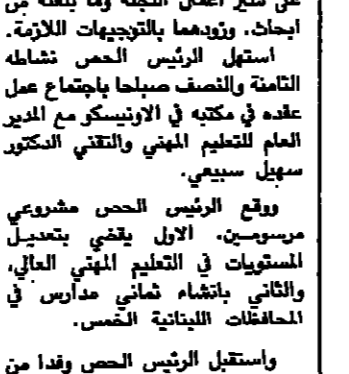 على سير اعمال اللجنة وما بلغته من
ابحاث. وزودهما بالتوجيهات اللازمة.
استهل الرئيس الحص نشاطه
الثامنة والنصف صباحا باجتماع عمل
عقده في مكتبه في الاونيسكو مع المدير
العام للتعليم المهني والتقني الدكتور
سهيل سبيعي.
ووقع الرئيس الحص مشروعي
مرسومين. الاول يقضي بتعديل
المستويات في التعليم المهني العالي،
والثاني بانشاء ثماني مدارس في
المحافظات اللبنانية الخمس.
واستقبل الرئيس الحص وفدا من